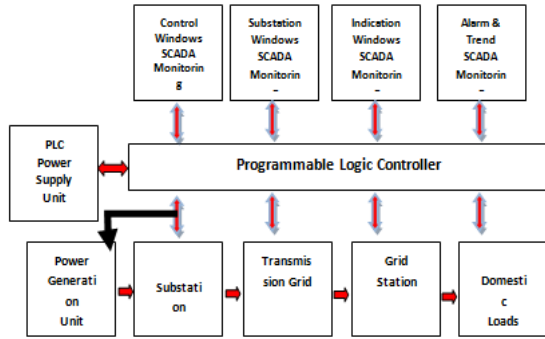 Control
Windows
SCADA
Monitorin
g
Substation
Windows
SCADA
Monitorin
Indication
Windows
SCADA
Monitorin
Alarm &
Trend
SCADA
Monitorin
PLC
Power
Supply
Unit
Programmable Logic Controller
Power
Generati
on
Unit
Substati
on
Transmis
sion Grid
Grid
Station
Domesti
c
Loads